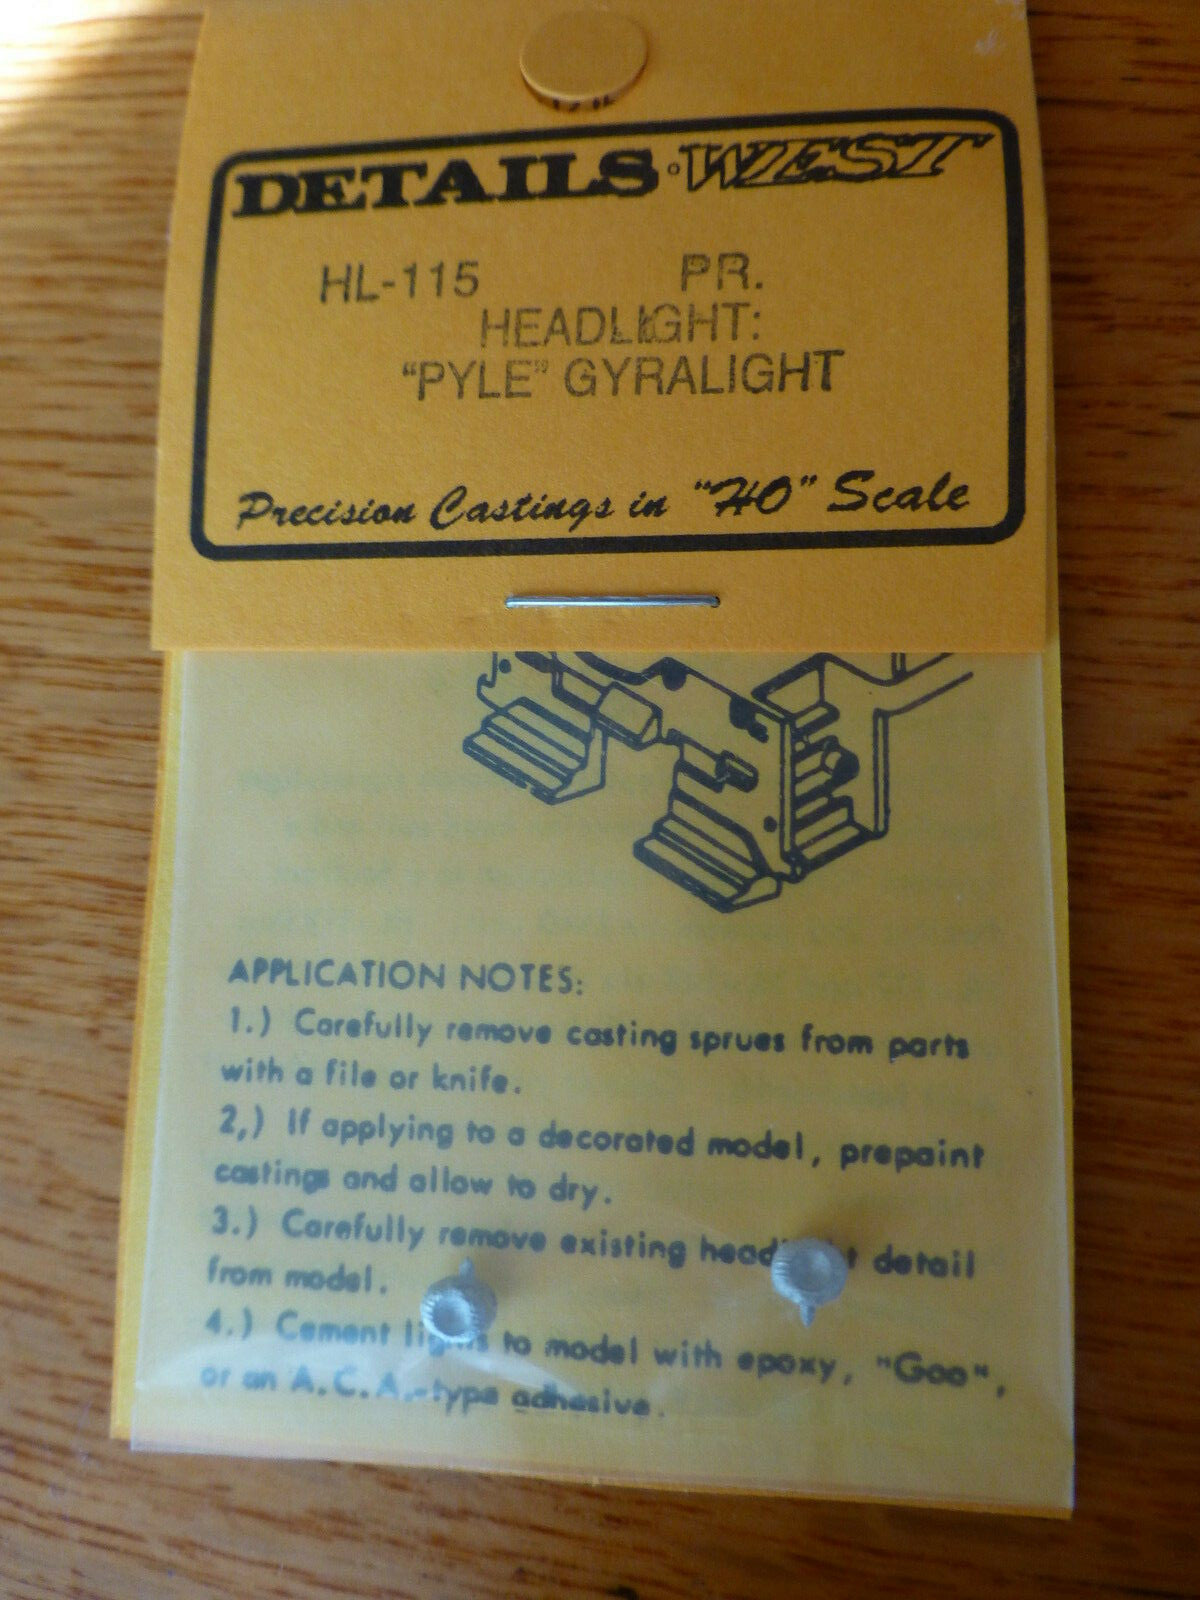 DETAILS WEST
HL-115 PR.
HEADLIGHT:
"PYLE" GYRALIGHT
Precision Castings in "HO" Scale
APPLICATION NOTES:
1.) Carefully remove casting sprues from parts
with a file or knife.
2,) If applying to a decorated model, prepaint
castings and allow to dry.
3.) Carefully remove existing headlight detail
from model.
4.) Cement lights to model with epoxy, "Goo",
or an A.C.A.-type adhesive.